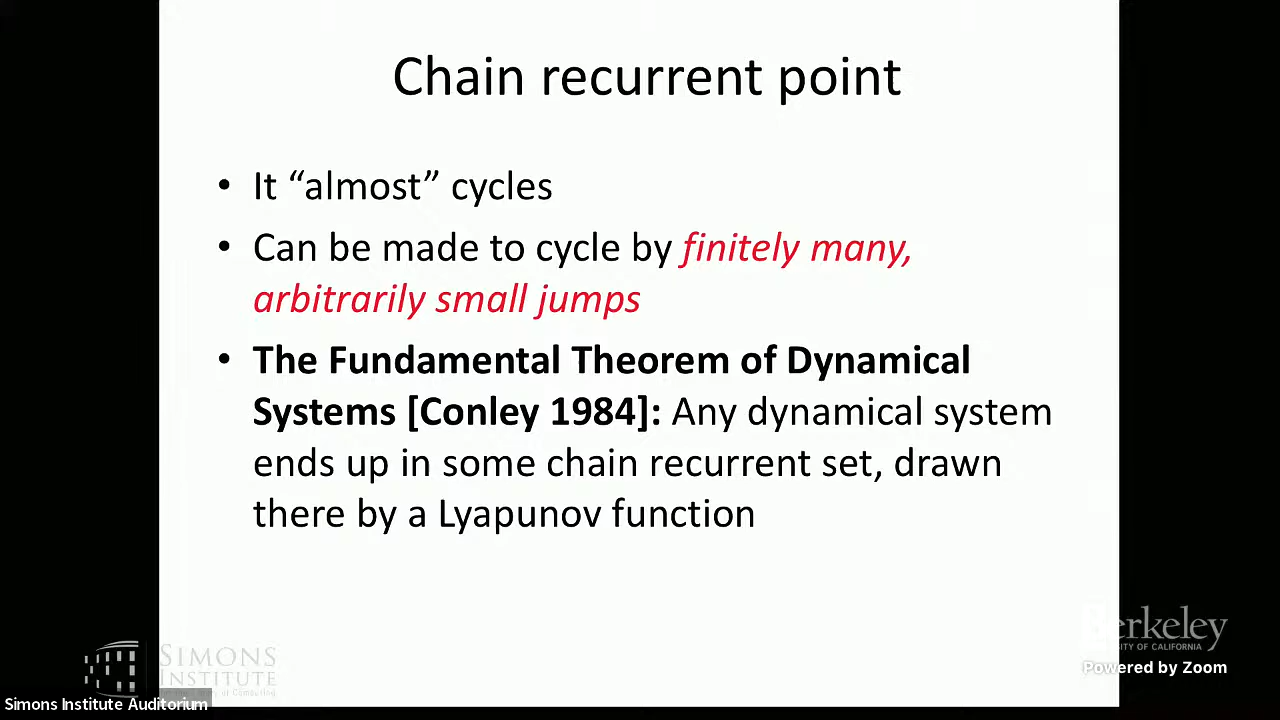 Chain recurrent point
• It “almost” cycles
• Can be made to cycle by finitely many,
arbitrarily small jumps
• The Fundamental Theorem of Dynamical
Systems [Conley 1984]: Any dynamical system
ends up in some chain recurrent set, drawn
there by a Lyapunov function
SIMONS
INSTITUTE
Berkeley
OF CALIFORNIA
Powered by Zoom
Simons Institute Auditorium